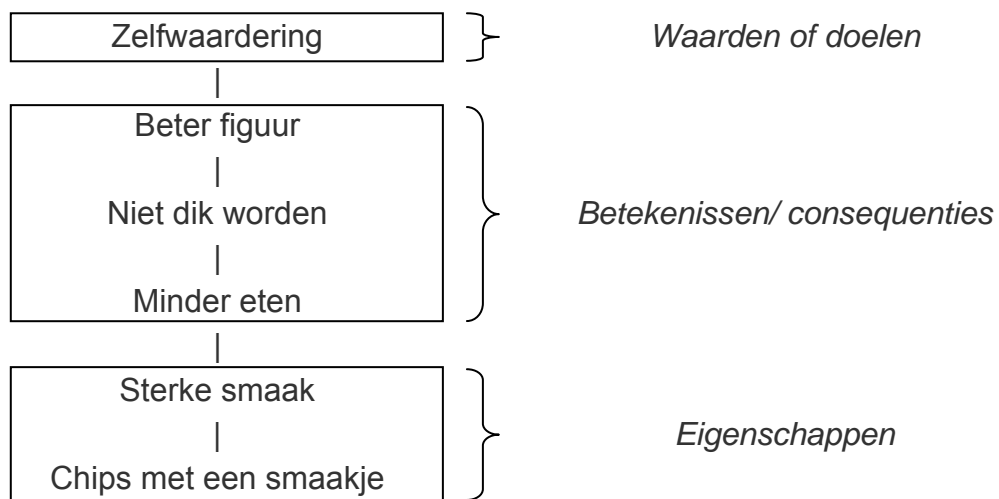 Zelfwaardering Waarden of doelen
|
Beter figuur
|
Niet dik worden Betekenissen/ consequenties
|
Minder eten
|
Sterke smaak
| Eigenschappen
Chips met een smaakje